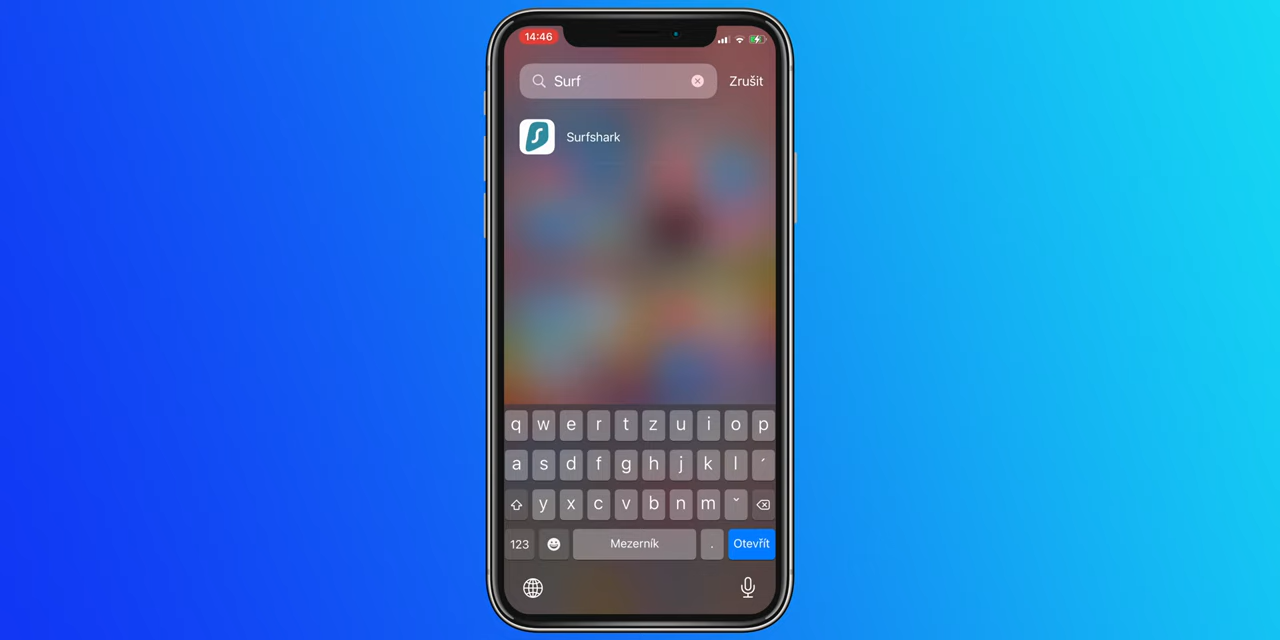 14:46
Surf Zrušit
Surfshark
q w e r t z u i o p
a s d f g h j k l ´
y x c v b n m ˇ
123 Mezerník . Otevřít